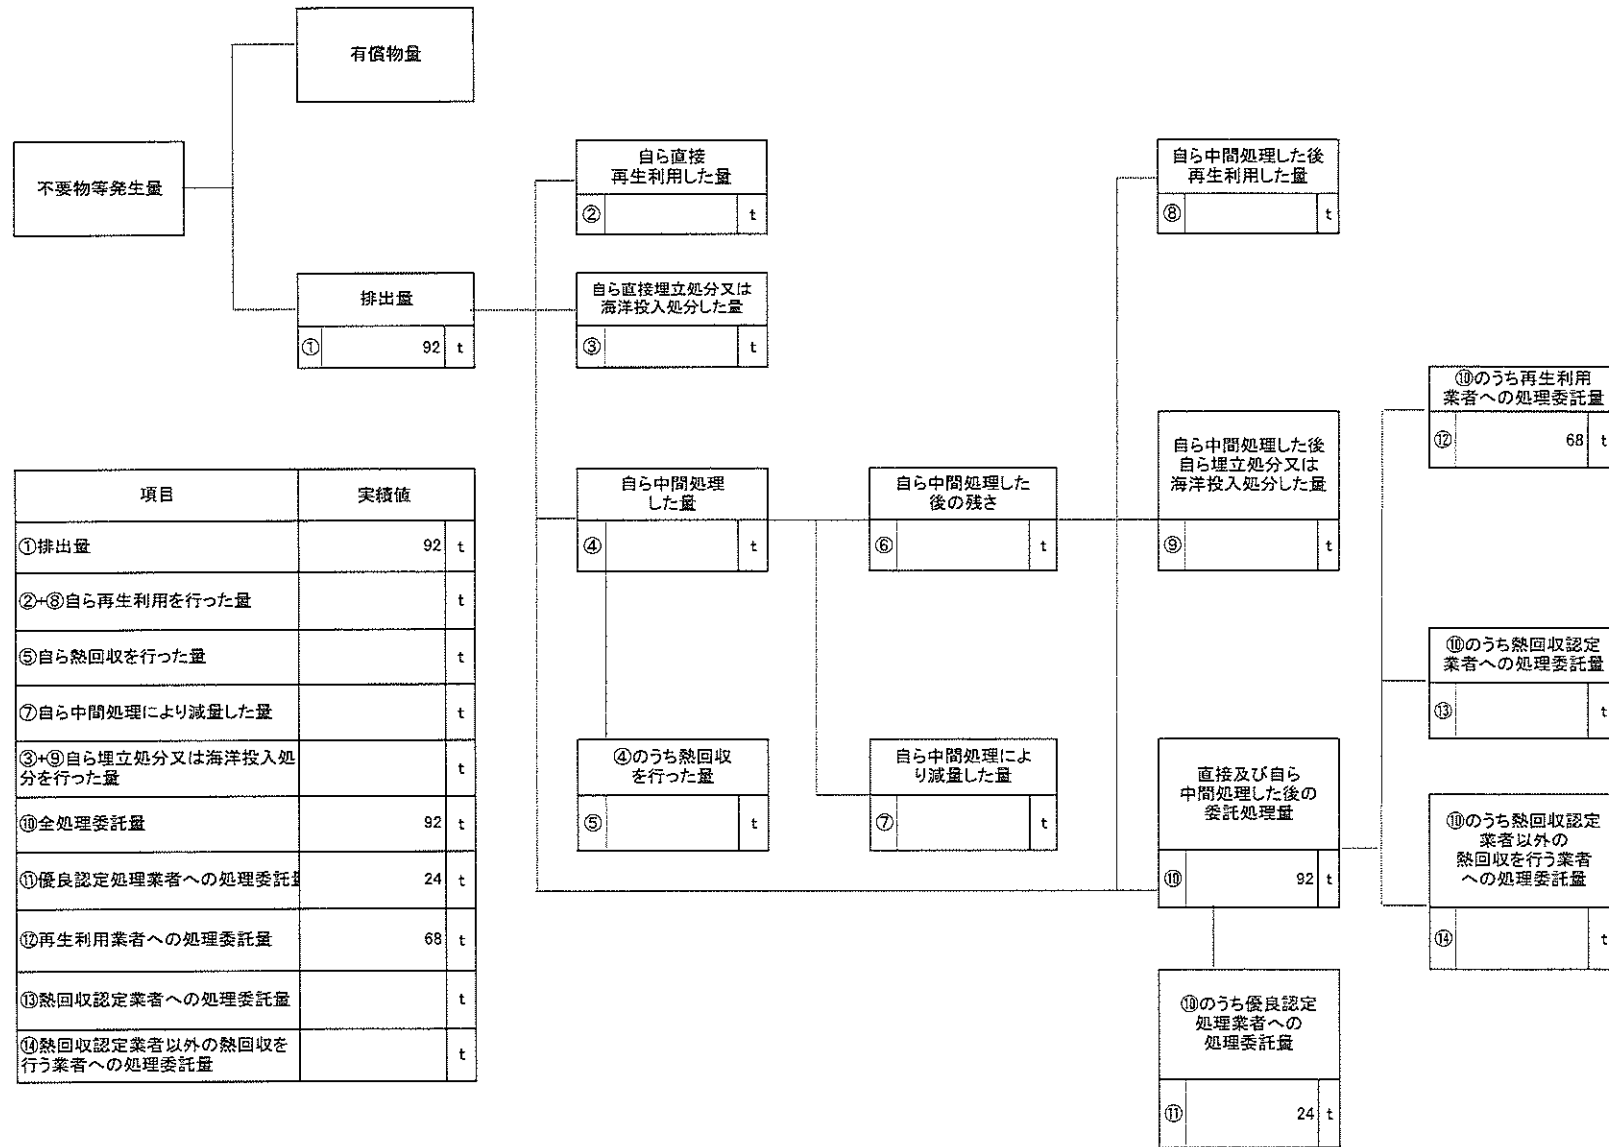 有償物量
不要物等発生量
排出量
① 92 t
自ら直接
再生利用した量
② t
自ら直接埋立処分又は
海洋投入処分した量
③ t
自ら中間処理
した量
④ t
④のうち熱回収
を行った量
⑤ t
自ら中間処理した
後の残さ
⑥ t
自ら中間処理によ
り減量した量
⑦ t
自ら中間処理した後
再生利用した量
⑧ t
自ら中間処理した後
自ら埋立処分又は
海洋投入処分した量
⑨ t
直接及び自ら
中間処理した後の
委託処理量
⑩ 92 t
⑩のうち優良認定
処理業者への
処理委託量
⑪ 24 t
⑩のうち再生利用
業者への処理委託量
⑫ 68 t
⑩のうち熱回収認定
業者への処理委託量
⑬ t
⑩のうち熱回収認定
業者以外の
熱回収を行う業者
への処理委託量
⑭ t
項目 実績値
①排出量 92 t
②+⑧自ら再生利用を行った量 t
⑤自ら熱回収を行った量 t
⑦自ら中間処理により減量した量 t
③+⑨自ら埋立処分又は海洋投入処
分を行った量 t
⑩全処理委託量 92 t
⑪優良認定処理業者への処理委託量 24 t
⑫再生利用業者への処理委託量 68 t
⑬熱回収認定業者への処理委託量 t
⑭熱回収認定業者以外の熱回収を
行う業者への処理委託量 t